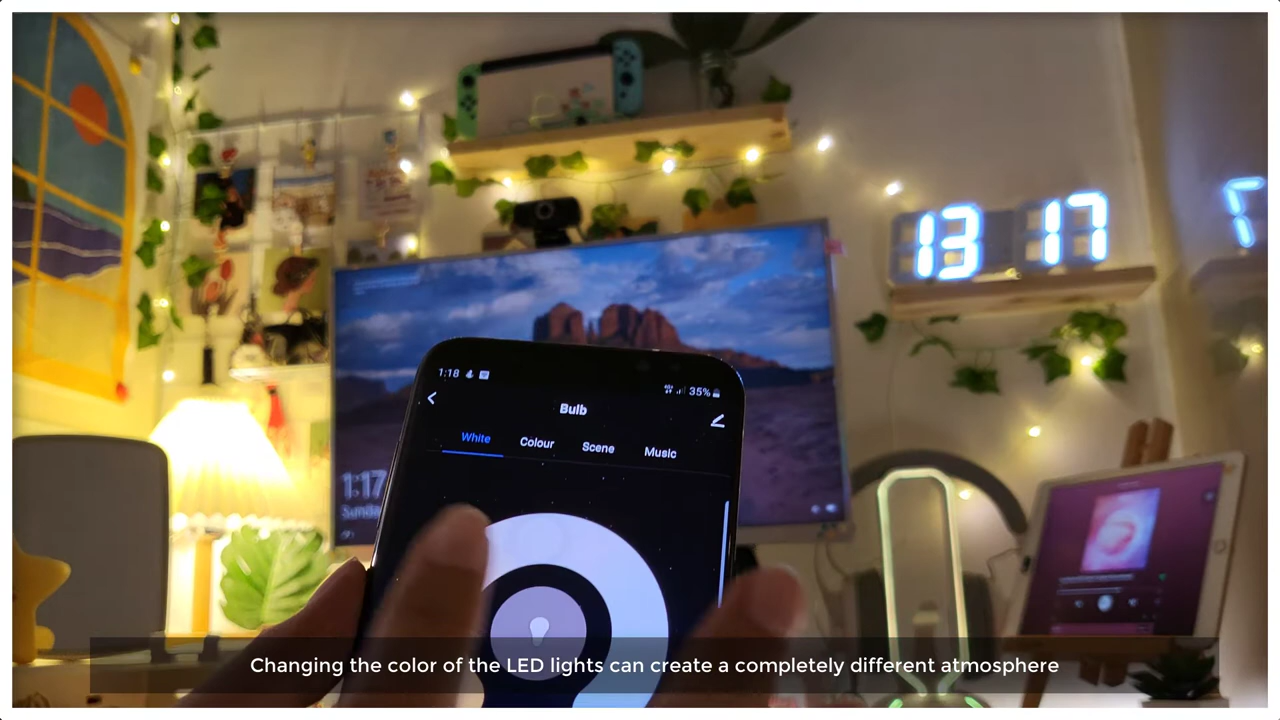 13 17
1:18
35%
Bulb
White
Colour
Scene
Music
1:17
Sunday
Changing the color of the LED lights can create a completely different atmosphere